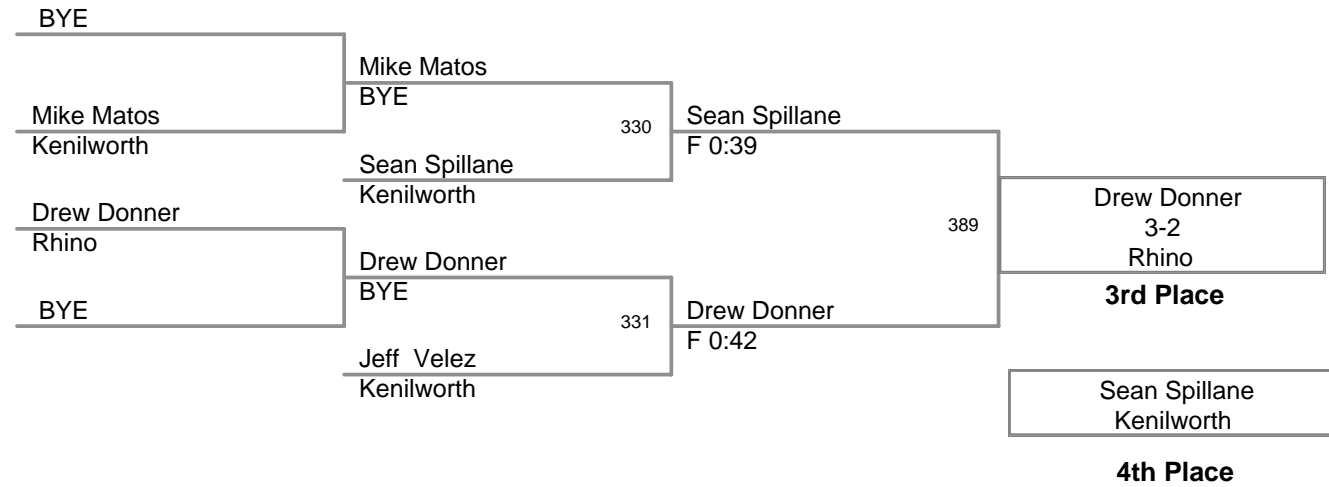 BYE
Mike Matos
BYE
Mike Matos
Kenilworth
330
Sean Spillane
F 0:39
Sean Spillane
Kenilworth
Drew Donner
Rhino
389
Drew Donner
3-2
Rhino
3rd Place
Drew Donner
BYE
BYE
331
Drew Donner
F 0:42
Jeff Velez
Kenilworth
Sean Spillane
Kenilworth
4th Place